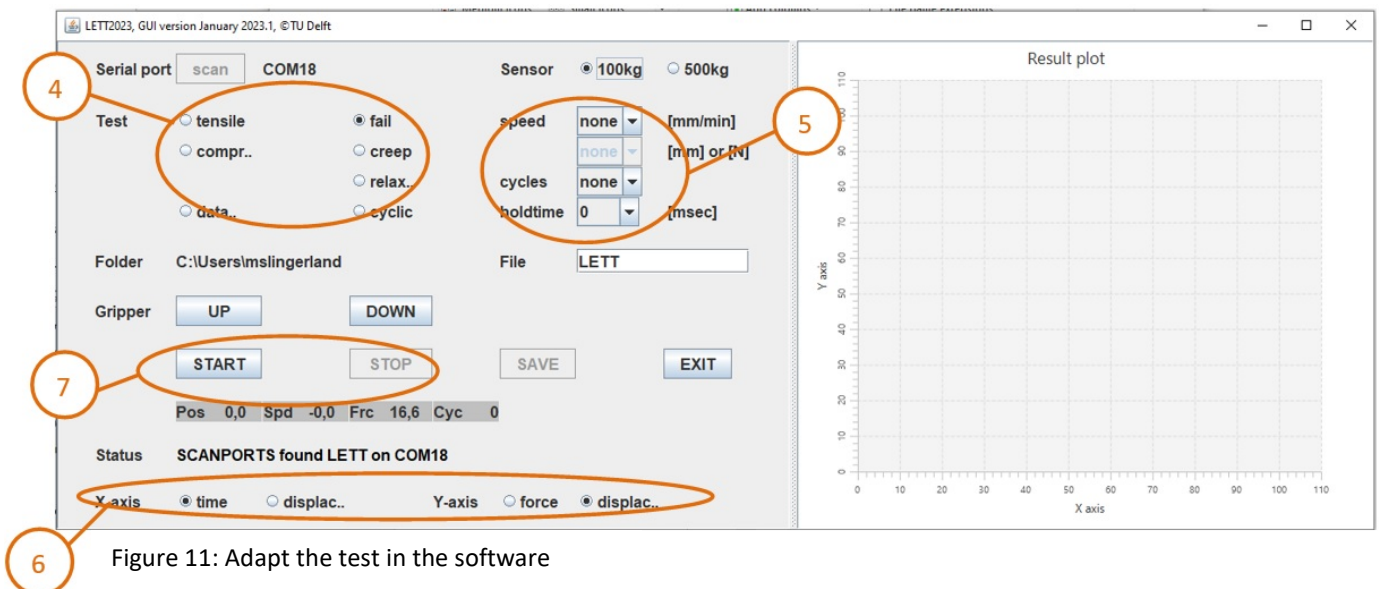 LETT2023, GUI version January 2023.1, ©TU Delft
Serial port scan COM18 Sensor 100kg 500kg
4
Test tensile fail speed none [mm/min]
5
compr.. creep none [mm] or [N]
relax.. cycles none
data.. cyclic holdtime 0 [msec]
Folder C:\Users\mslingerland File LETT
Gripper UP DOWN
START STOP SAVE EXIT
7
Pos 0,0 Spd -0,0 Frc 16,6 Cyc 0
Status SCANPORTS found LETT on COM18
X-axis time displac.. Y-axis force displac..
6
Result plot
Y axis
110
100
90
80
70
60
50
40
30
20
10
0
0 10 20 30 40 50 60 70 80 90 100 110
X axis
Figure 11: Adapt the test in the software